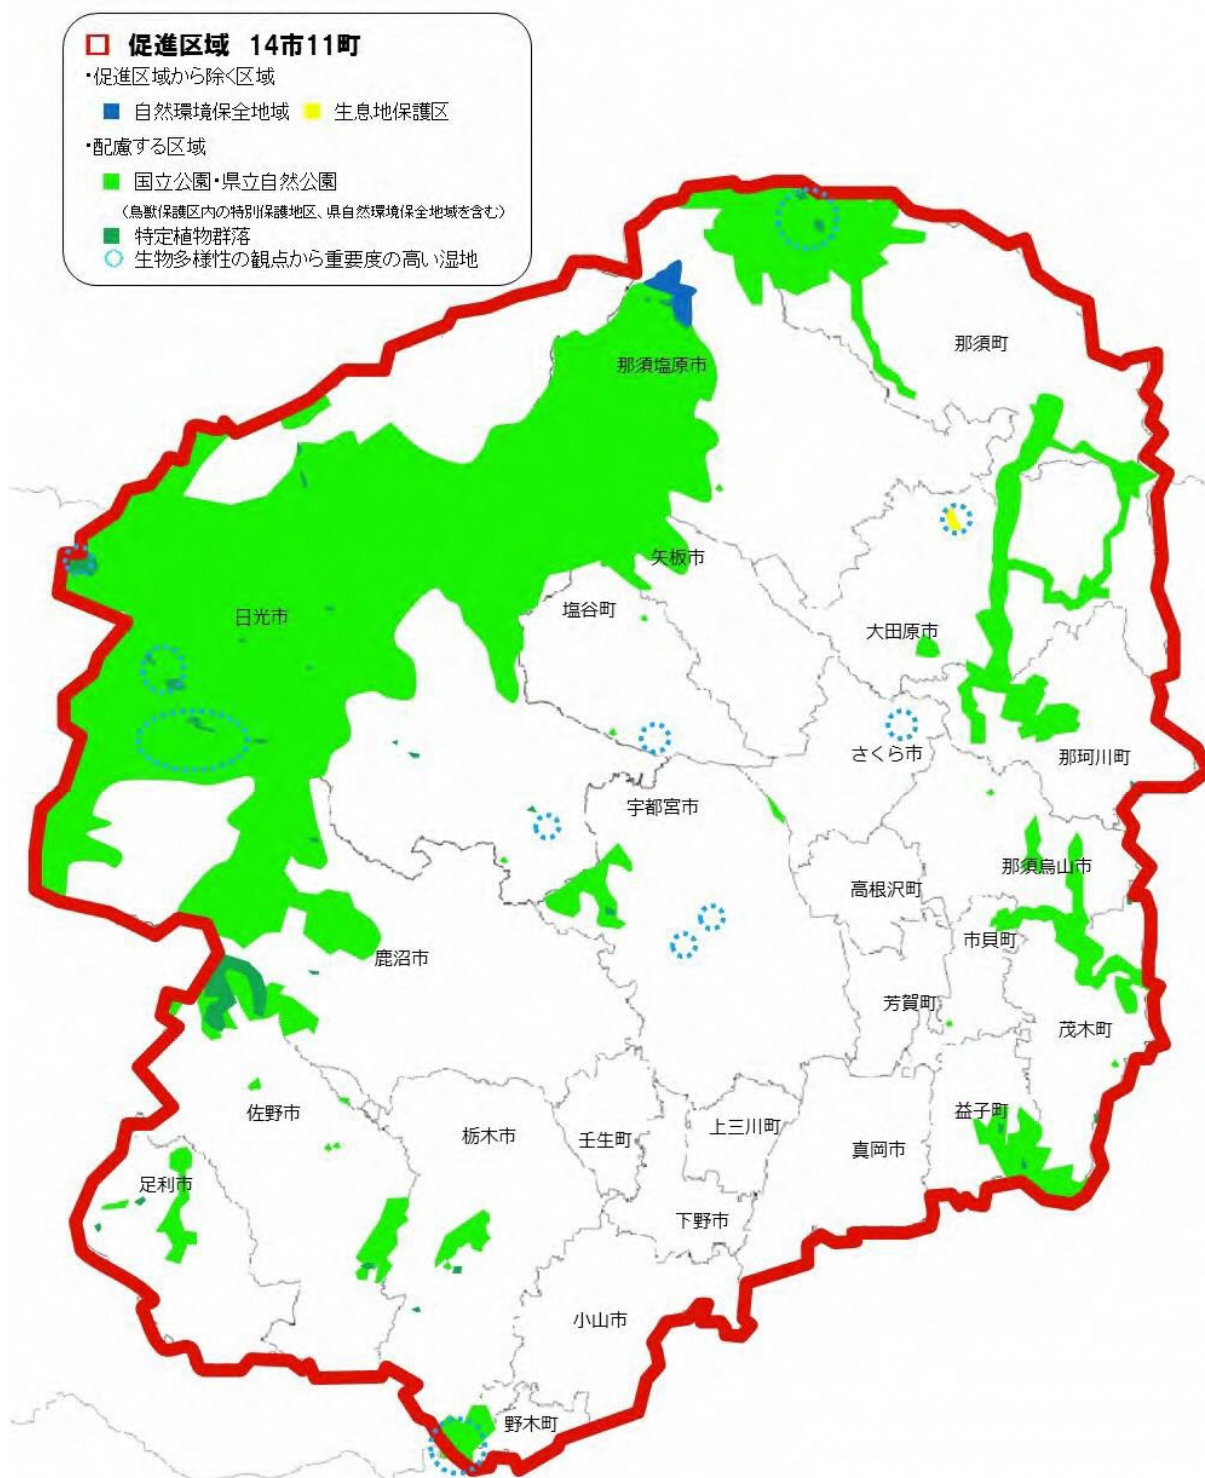 促進区域 14市11町
・促進区域から除く区域
自然環境保全地域 生息地保護区
・配慮する区域
国立公園・県立自然公園
（鳥獣保護区内の特別保護地区、県自然環境保全地域を含む）
特定植物群落
生物多様性の観点から重要度の高い湿地
那須町
那須塩原市
矢板市
塩谷町
日光市
大田原市
さくら市
那珂川町
宇都宮市
那須烏山市
高根沢町
市貝町
鹿沼市
芳賀町
茂木町
佐野市
益子町
栃木市
壬生町
上三川町
真岡市
足利市
下野市
小山市
野木町